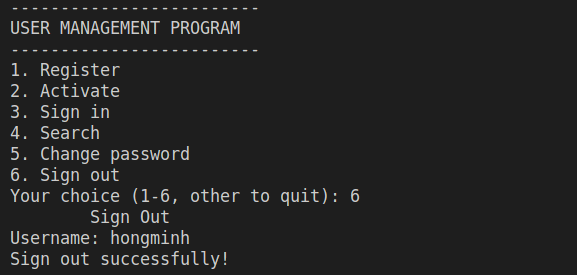 -------------------------
USER MANAGEMENT PROGRAM
-------------------------
1. Register
2. Activate
3. Sign in
4. Search
5. Change password
6. Sign out
Your choice (1-6, other to quit): 6
        Sign Out
Username: hongminh
Sign out successfully!